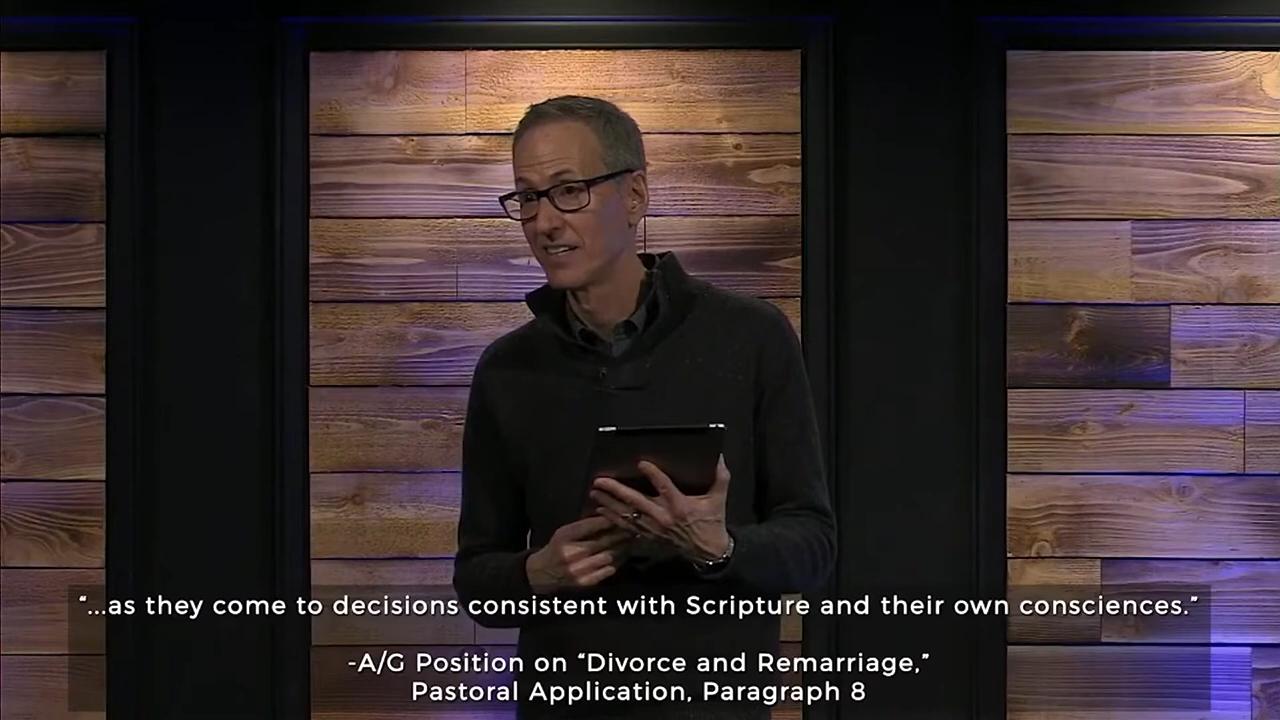 “...as they come to decisions consistent with Scripture and their own consciences.”
-A/G Position on “Divorce and Remarriage,”
Pastoral Application, Paragraph 8